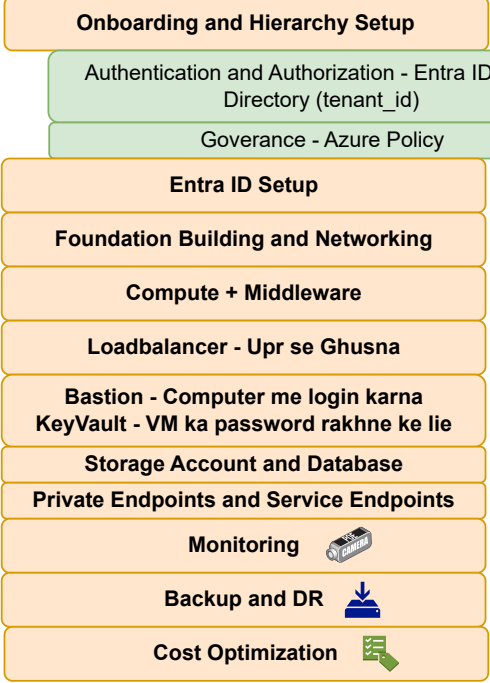 Onboarding and Hierarchy Setup
Authentication and Authorization - Entra ID
Directory (tenant_id)
Goverance - Azure Policy
Entra ID Setup
Foundation Building and Networking
Compute + Middleware
Loadbalancer - Upr se Ghusna
Bastion - Computer me login karna
KeyVault - VM ka password rakhne ke lie
Storage Account and Database
Private Endpoints and Service Endpoints
Monitoring
POE
CAMERA
Backup and DR
Cost Optimization